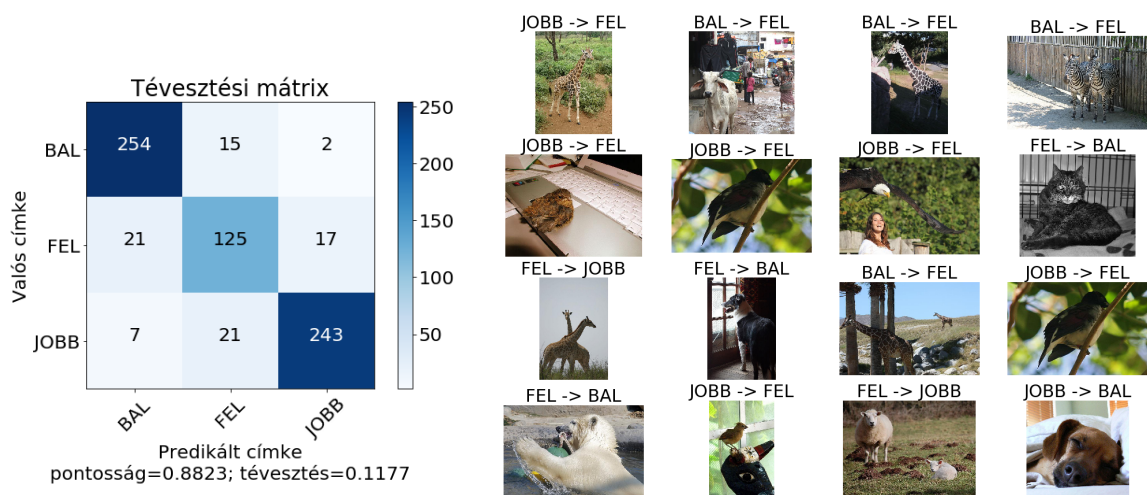 Tévesztési mátrix
Valós címke
BAL
FEL
JOBB
254 15 2
21 125 17
7 21 243
BAL FEL JOBB
Predikált címke
pontosság=0.8823; tévesztés=0.1177
250
200
150
100
50
JOBB -> FEL
BAL -> FEL
BAL -> FEL
BAL -> FEL
JOBB -> FEL
JOBB -> FEL
JOBB -> FEL
FEL -> BAL
FEL -> JOBB
FEL -> BAL
BAL -> FEL
JOBB -> FEL
FEL -> BAL
JOBB -> FEL
FEL -> JOBB
JOBB -> BAL